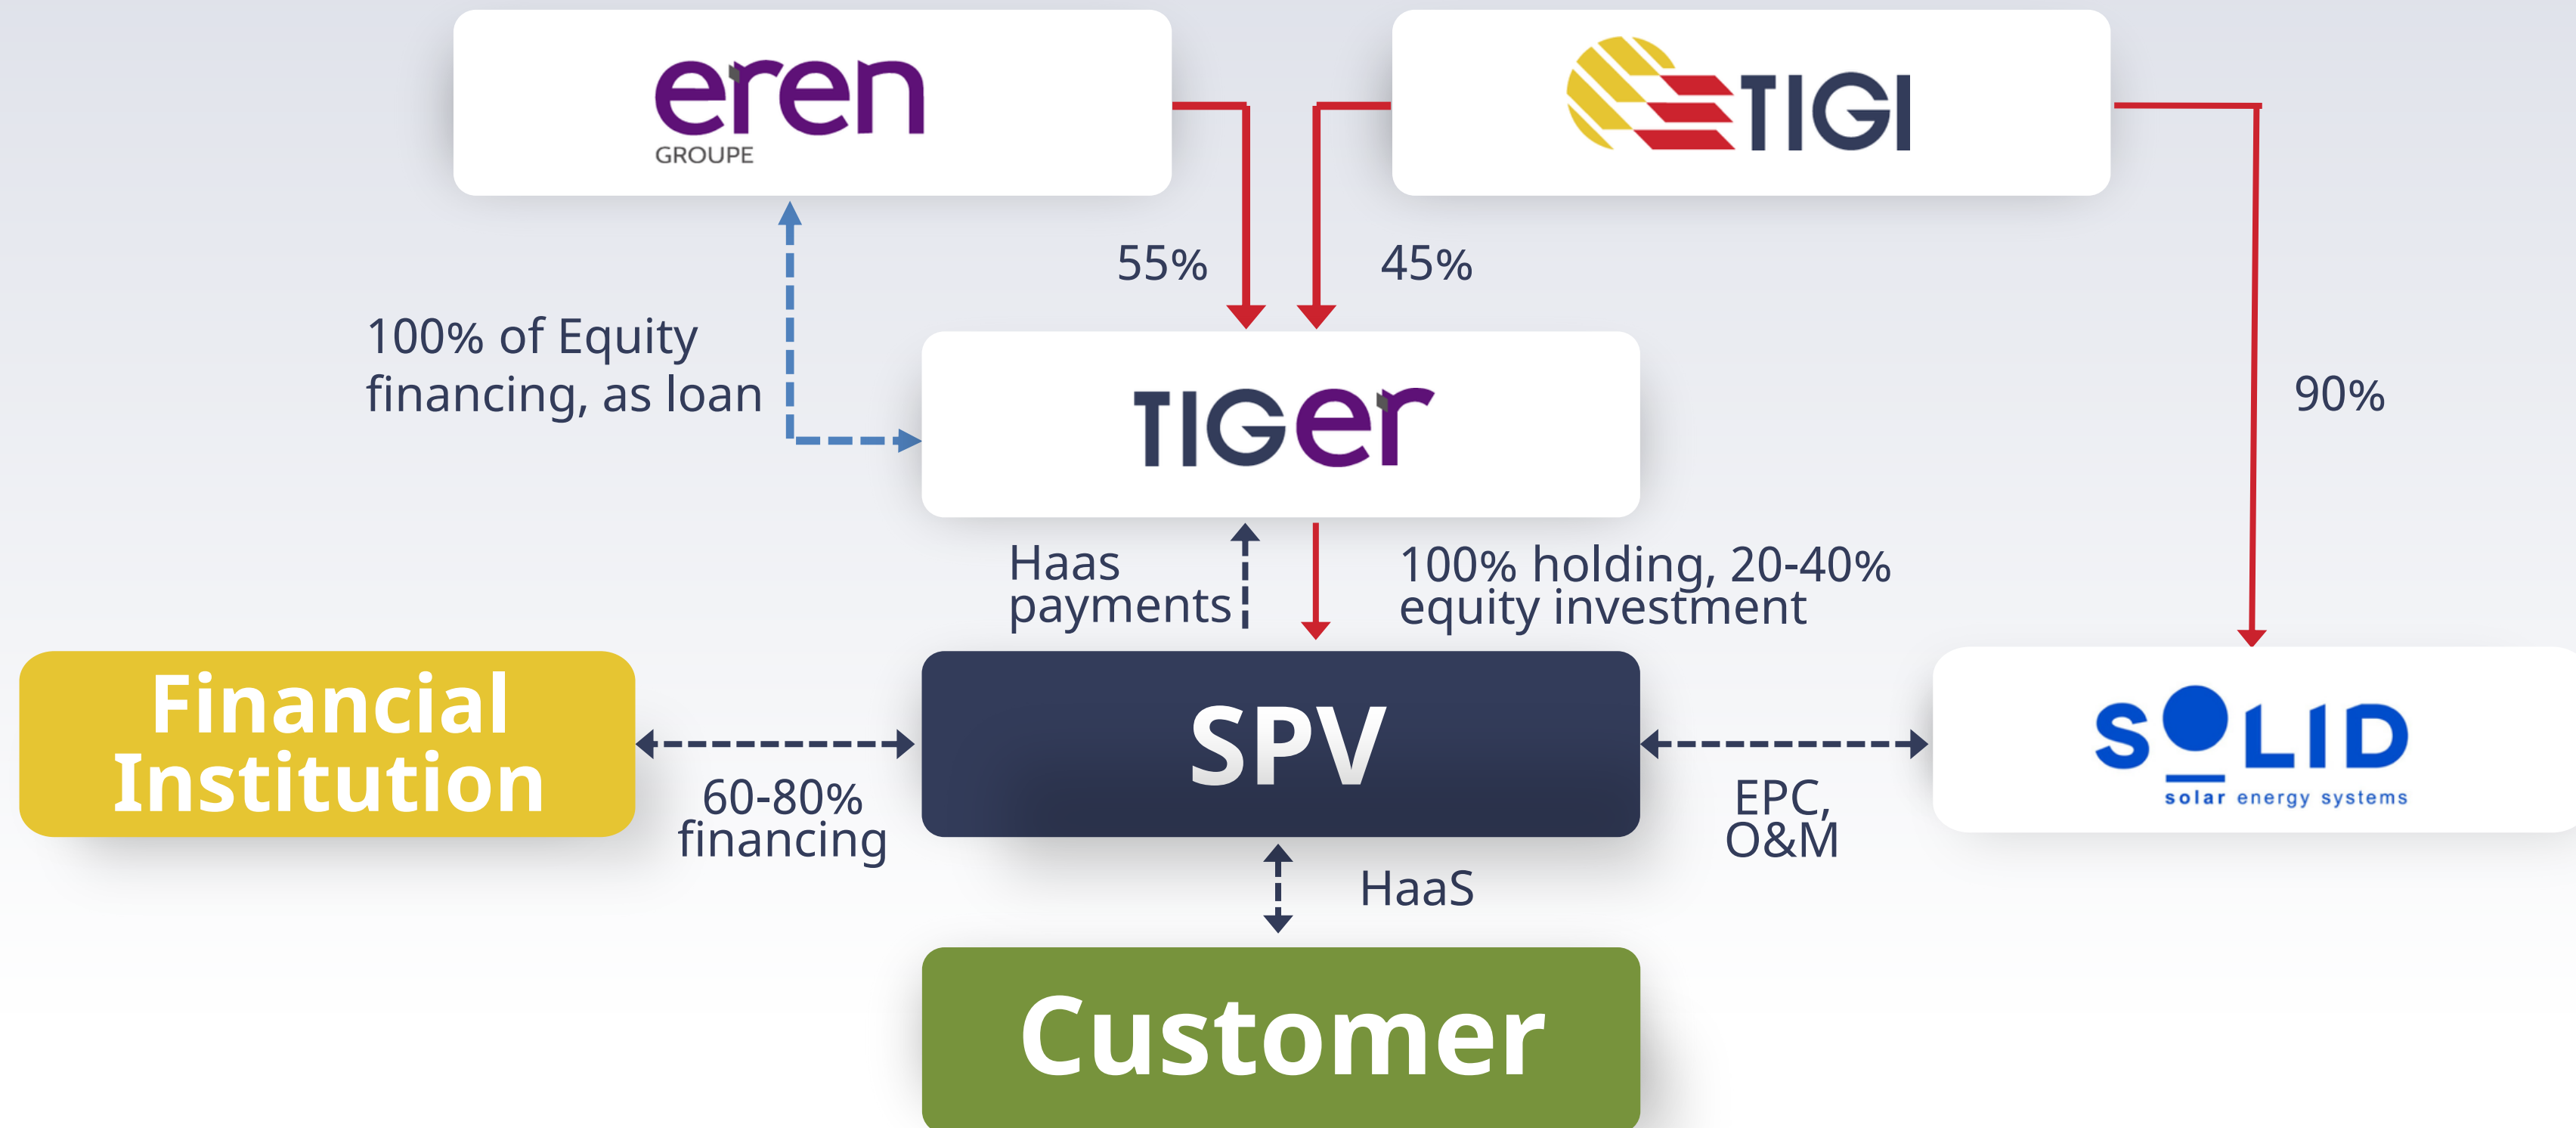 eren
GROUPE
TIGI
55%
45%
100% of Equity
financing, as loan
90%
TIGer
Haas
payments
100% holding, 20-40%
equity investment
Financial
Institution
SPV
SOLID
solar energy systems
60-80%
financing
EPC,
O&M
HaaS
Customer